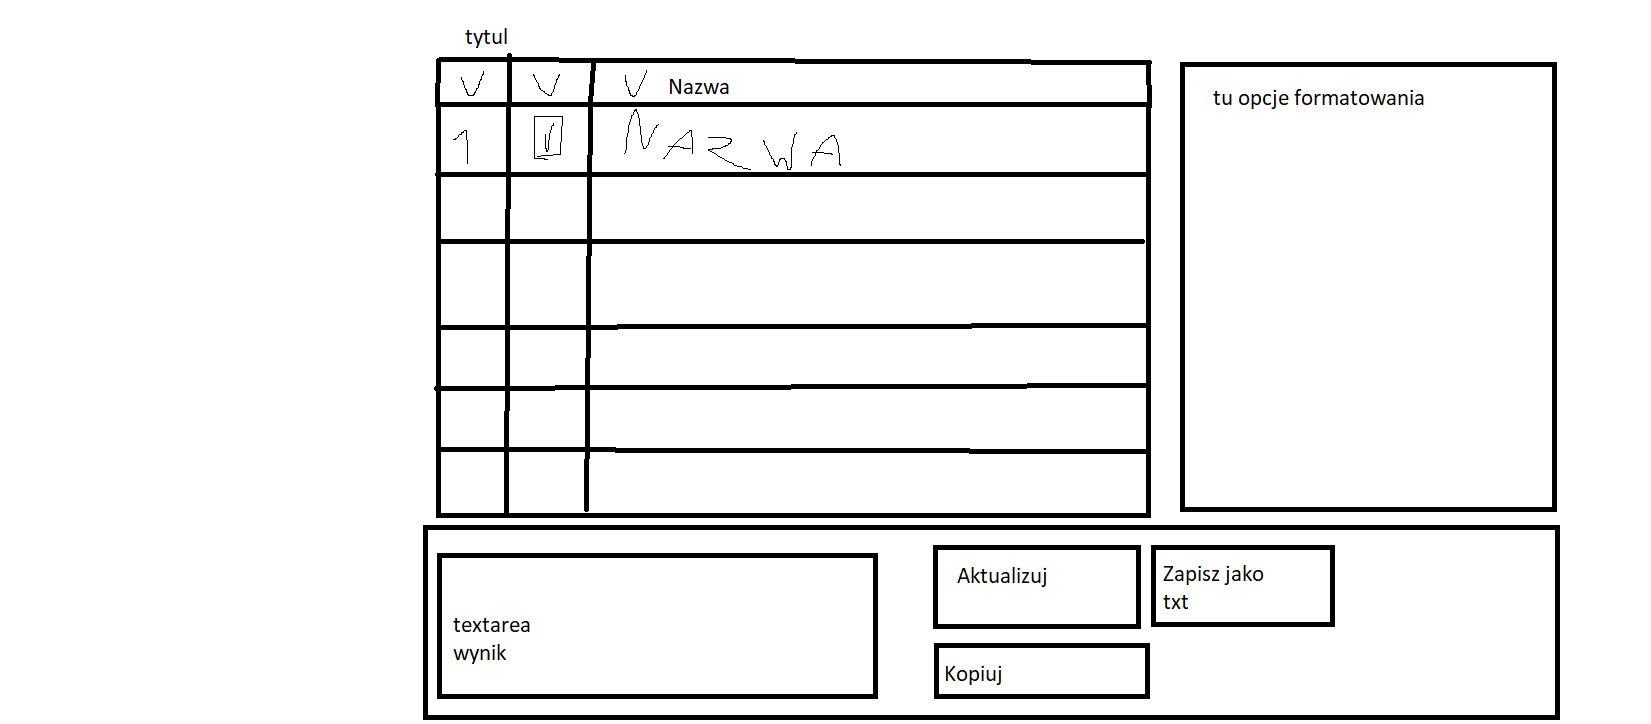 tytul
V V V Nazwa
1 V NAZWA
tu opcje formatowania
textarea
wynik
Aktualizuj
Zapisz jako
txt
Kopiuj